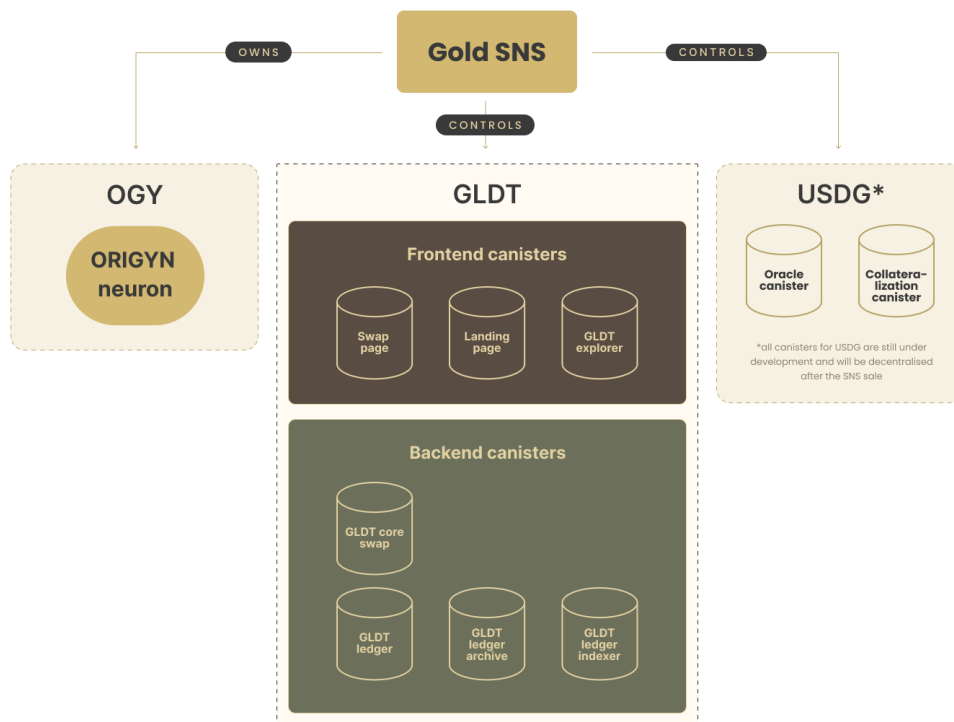 Gold SNS
OWNS
CONTROLS
CONTROLS
OGY
ORIGYN
neuron
GLDT
Frontend canisters
Swap
page
Landing
page
GLDT
explorer
Backend canisters
GLDT core
swap
GLDT
ledger
GLDT
ledger
archive
GLDT
ledger
indexer
USDG*
Oracle
canister
Collatera-
lization
canister
*all canisters for USDG are still under
development and will be decentralised
after the SNS sale